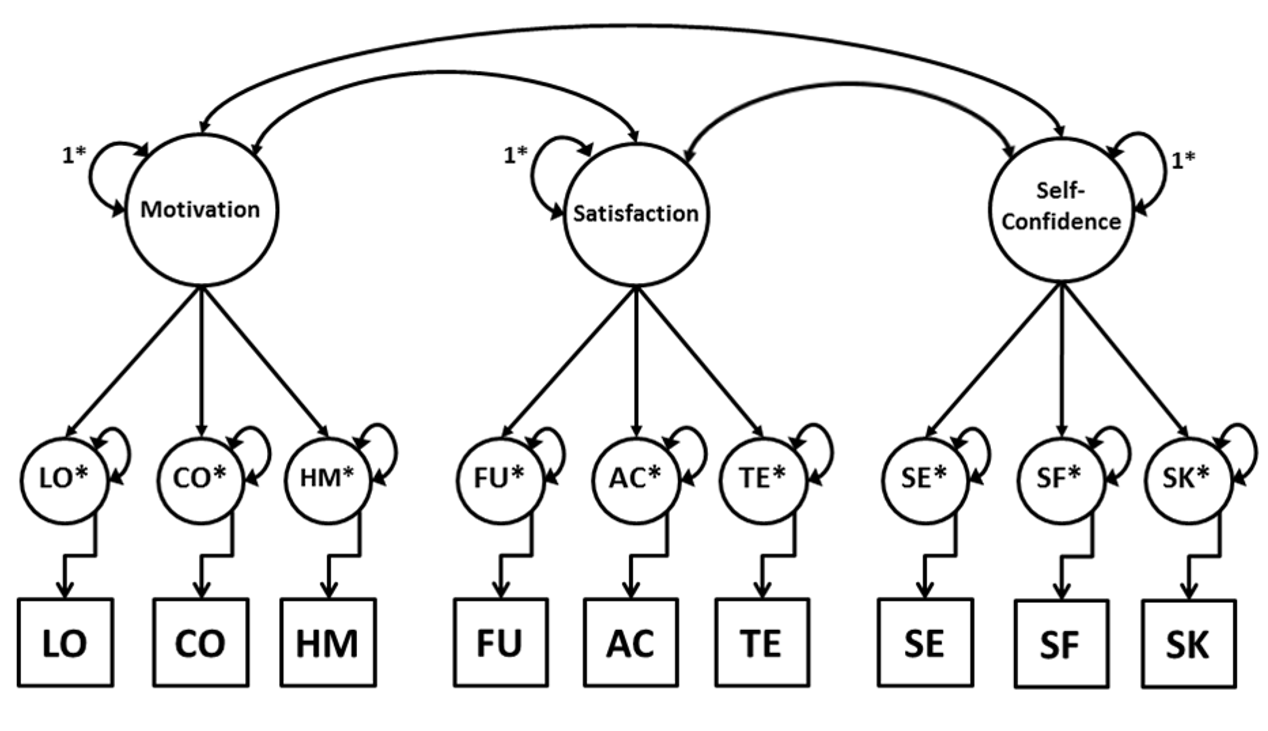 1*
Motivation
1*
Satisfaction
Self-
Confidence
1*
LO*
CO*
HM*
FU*
AC*
TE*
SE*
SF*
SK*
LO
CO
HM
FU
AC
TE
SE
SF
SK